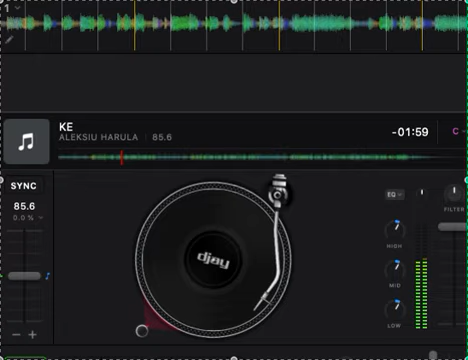 1
KE
ALEKSIU HARULA 85.6
-01:59
C
SYNC
85.6
0.0 %
djay
EQ
FILTER
HIGH
MID
LOW